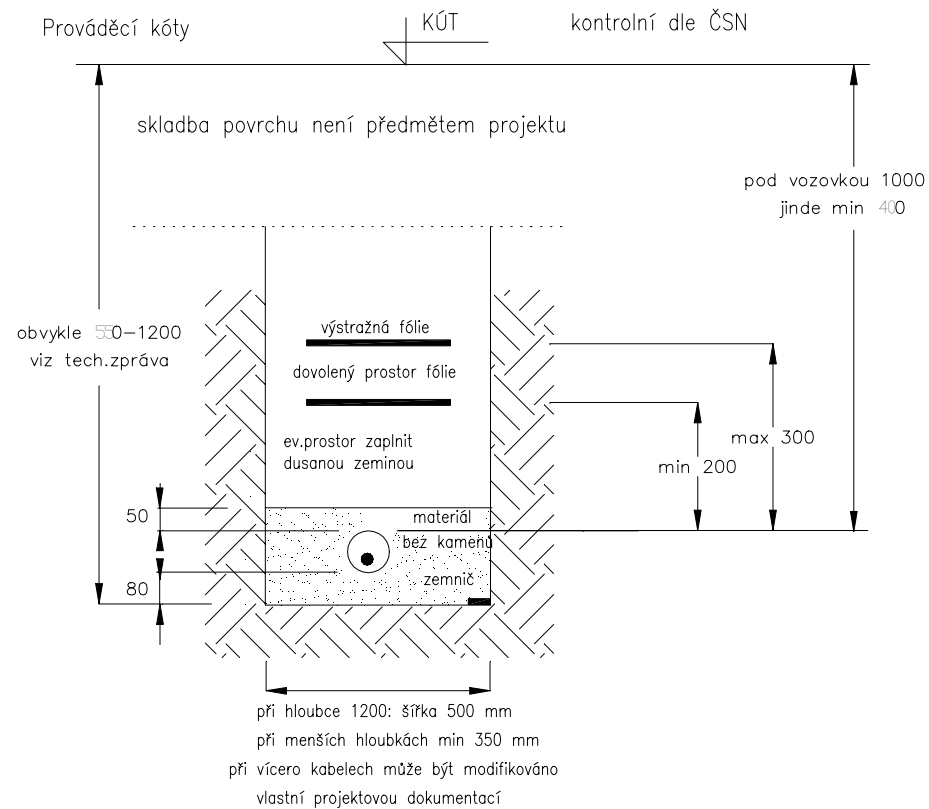 Prováděcí kóty
KÚT
kontrolní dle ČSN
skladba povrchu není předmětem projektu
pod vozovkou 1000
jinde min 400
obvykle 550-1200
viz tech.zpráva
výstražná fólie
dovolený prostor fólie
ev.prostor zaplnit
dusanou zeminou
max 300
min 200
50
materiál
bez kamenů
zemnič
80
při hloubce 1200: šířka 500 mm
při menších hloubkách min 350 mm
při vícero kabelech může být modifikováno
vlastní projektovou dokumentací